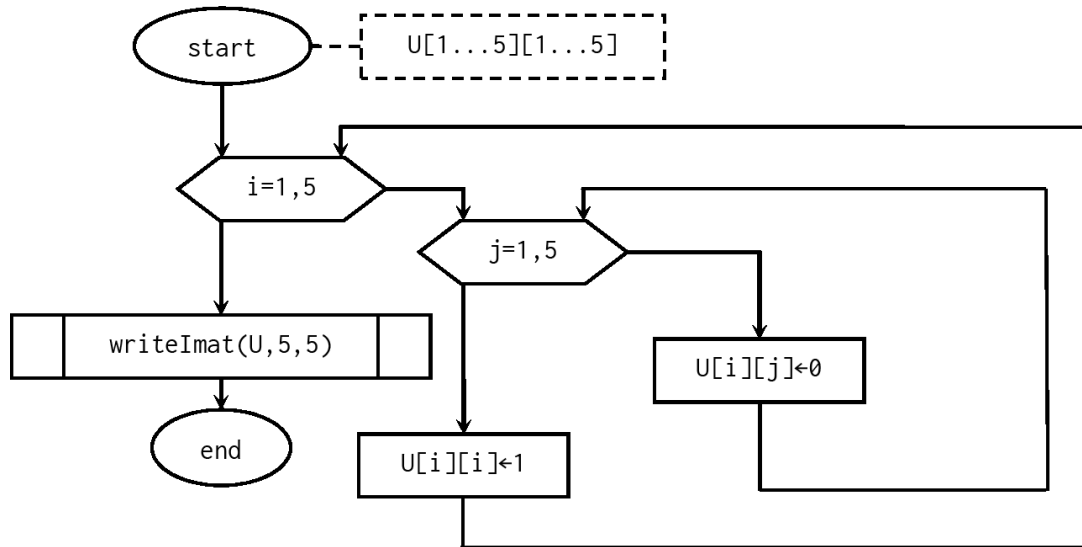 start
U[1...5][1...5]
i=1,5
j=1,5
writeImat(U,5,5)
U[i][j]←0
end
U[i][i]←1